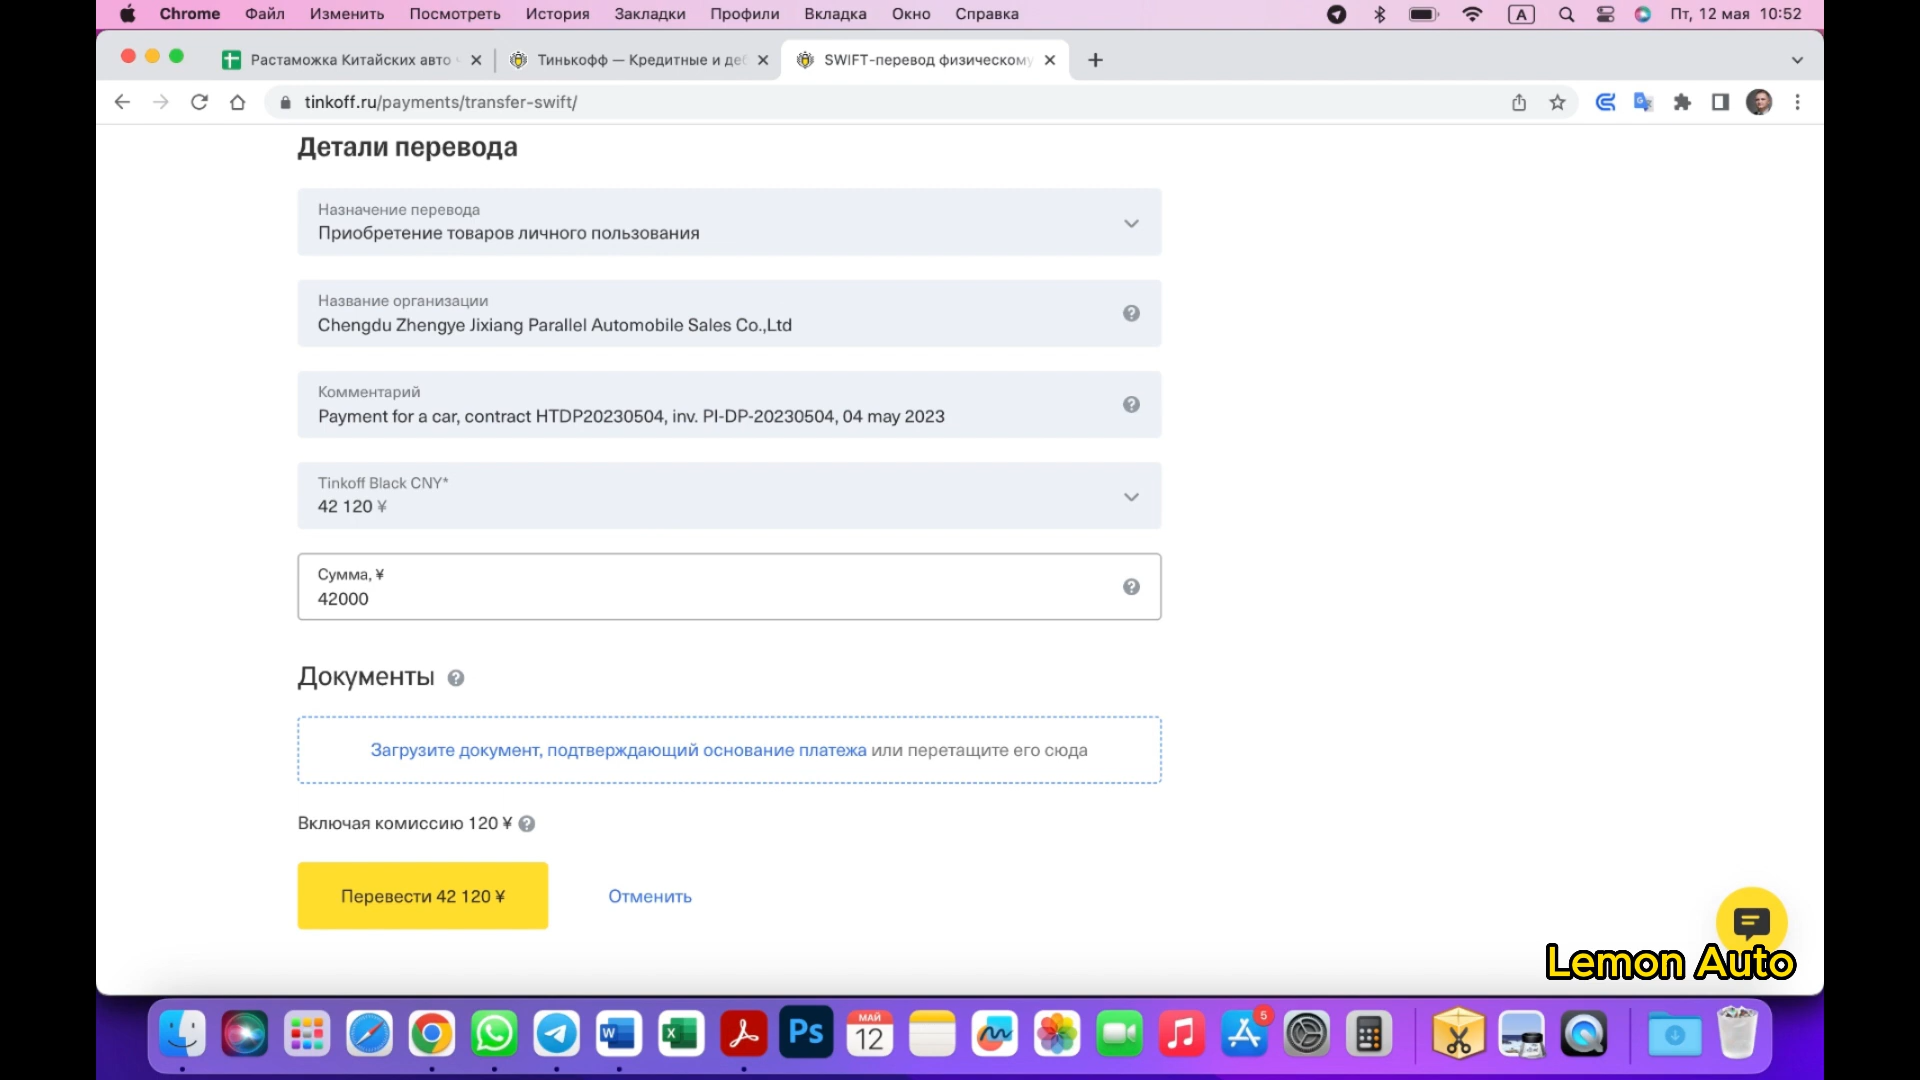 Chrome Файл Изменить Посмотреть История Закладки Профили Вкладка Окно Справка A Пт, 12 мая 10:52
Растаможка Китайских авто Тинькофф — Кредитные и де SWIFT-перевод физическому
tinkoff.ru/payments/transfer-swift/
Детали перевода
Назначение перевода
Приобретение товаров личного пользования
Название организации
Chengdu Zhengye Jixiang Parallel Automobile Sales Co.,Ltd
Комментарий
Payment for a car, contract HTDP20230504, inv. PI-DP-20230504, 04 may 2023
Tinkoff Black CNY*
42 120 ¥
Сумма, ¥
42000
Документы
Загрузите документ, подтверждающий основание платежа или перетащите его сюда
Включая комиссию 120 ¥
Перевести 42 120 ¥ Отменить
Lemon Auto
W X Ps МАЙ 12 5